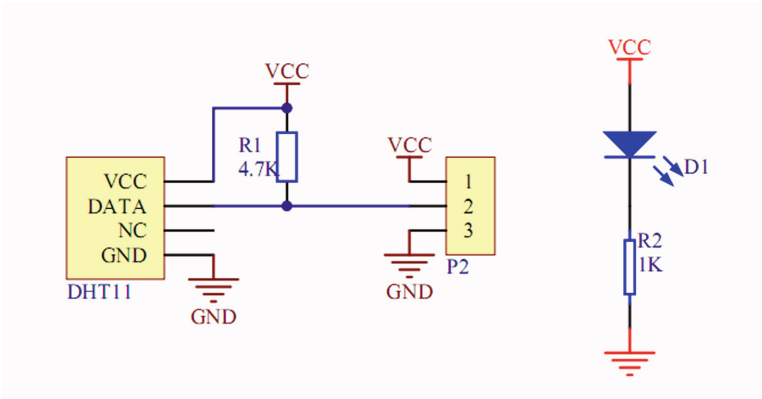 VCC
R1
4.7K
VCC
DATA
NC
GND
DHT11
GND
VCC
1
2
3
P2
GND
VCC
D1
R2
1K